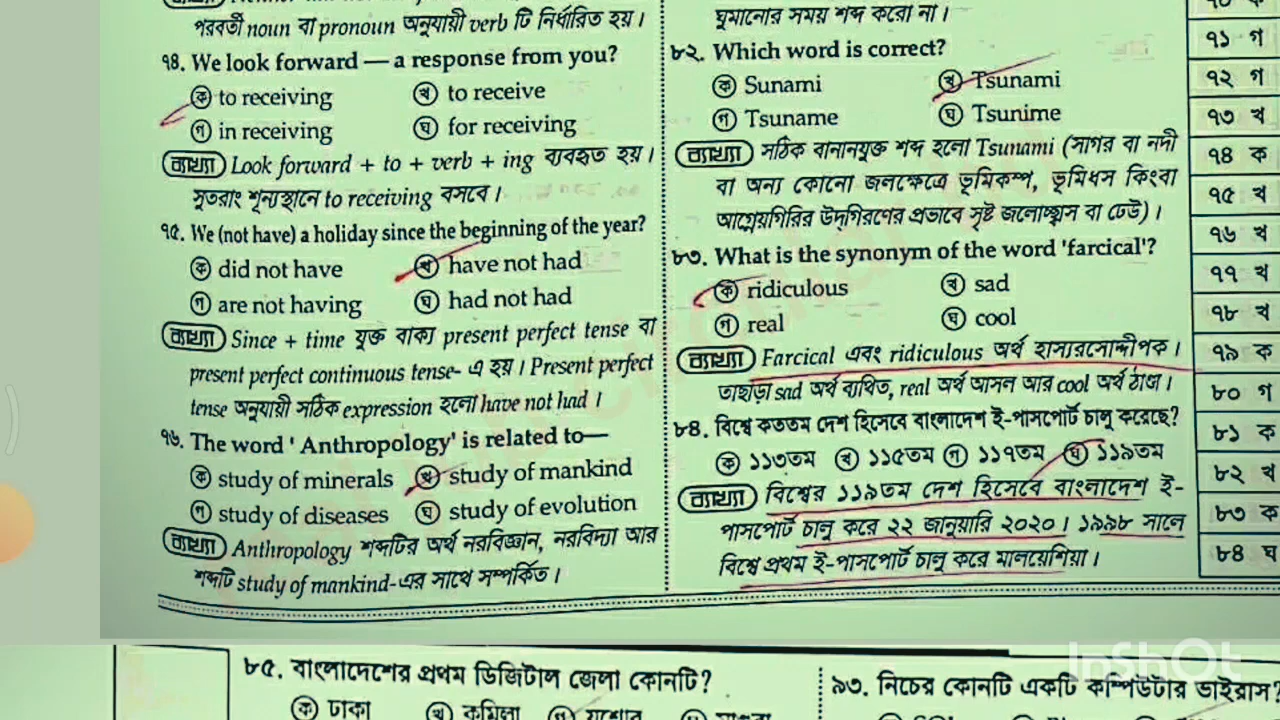 পরবর্তী noun বা pronoun অনুযায়ী verb টি নির্ধারিত হয়।
৭৪. We look forward — a response from you?
ক to receiving খ to receive
গ in receiving ঘ for receiving
ব্যাখ্যা Look forward + to + verb + ing ব্যবহৃত হয়।
সুতরাং শূন্যস্থানে to receiving বসবে।
৭৫. We (not have) a holiday since the beginning of the year?
ক did not have খ have not had
গ are not having ঘ had not had
ব্যাখ্যা Since + time যুক্ত বাক্য present perfect tense বা
present perfect continuous tense- এ হয়। Present perfect
tense অনুযায়ী সঠিক expression হলো have not had ।
৭৬. The word ' Anthropology' is related to—
ক study of minerals খ study of mankind
গ study of diseases ঘ study of evolution
ব্যাখ্যা Anthropology শব্দটির অর্থ নরবিজ্ঞান, নরবিদ্যা আর
শব্দটি study of mankind-এর সাথে সম্পর্কিত।
ঘুমানোর সময় শব্দ করো না।
৮২. Which word is correct?
ক Sunami খ Tsunami
গ Tsuname ঘ Tsunime
ব্যাখ্যা সঠিক বানানযুক্ত শব্দ হলো Tsunami (সাগর বা নদী
বা অন্য কোনো জলক্ষেত্রে ভূমিকম্প, ভূমিধস কিংবা
আগ্নেয়গিরির উদ্‌গিরণের প্রভাবে সৃষ্ট জলোচ্ছ্বাস বা ঢেউ)।
৮৩. What is the synonym of the word 'farcical'?
ক ridiculous খ sad
গ real ঘ cool
ব্যাখ্যা Farcical এবং ridiculous অর্থ হাস্যরসোদ্দীপক।
তাছাড়া sad অর্থ ব্যথিত, real অর্থ আসল আর cool অর্থ ঠাণ্ডা।
৮৪. বিশ্বে কততম দেশ হিসেবে বাংলাদেশ ই-পাসপোর্ট চালু করেছে?
ক ১১৩তম খ ১১৫তম গ ১১৭তম ঘ ১১৯তম
ব্যাখ্যা বিশ্বের ১১৯তম দেশ হিসেবে বাংলাদেশ ই-
পাসপোর্ট চালু করে ২২ জানুয়ারি ২০২০। ১৯৯৮ সালে
বিশ্বে প্রথম ই-পাসপোর্ট চালু করে মালয়েশিয়া।
৭১ গ
৭২ গ
৭৩ খ
৭৪ ক
৭৫ খ
৭৬ খ
৭৭ খ
৭৮ খ
৭৯ ক
৮০ গ
৮১ ক
৮২ খ
৮৩ ক
৮৪ ঘ
InShOt
৮৫. বাংলাদেশের প্রথম ডিজিটাল জেলা কোনটি?
ক ঢাকা খ কুমিল্লা গ যশোর
৯৩. নিচের কোনটি একটি কম্পিউটার ভাইরাস?